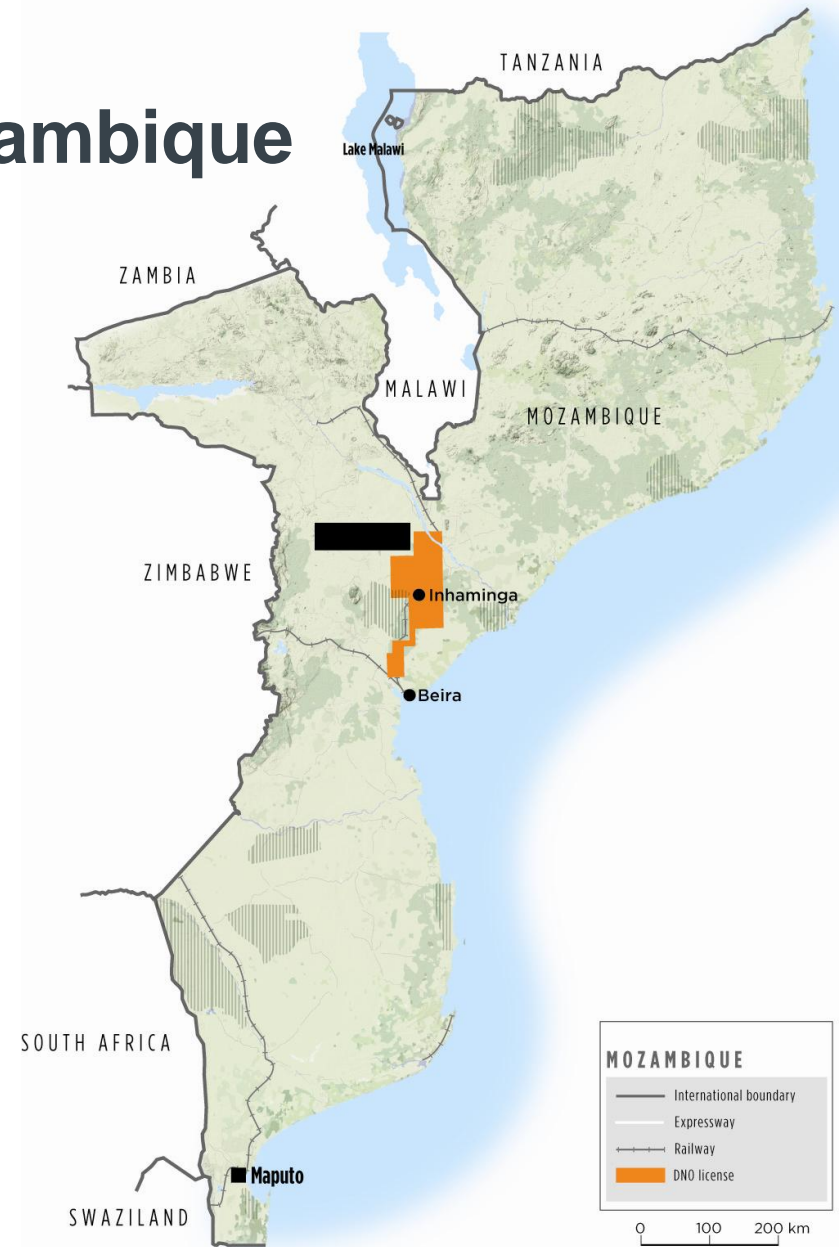 TANZANIA
ambique
Lake Malawi
ZAMBIA
MALAWI
MOZAMBIQUE
ZIMBABWE
Inhaminga
Beira
SOUTH AFRICA
MOZAMBIQUE
International boundary
Expressway
Railway
DNO license
Maputo
SWAZILAND
0 100 200 km